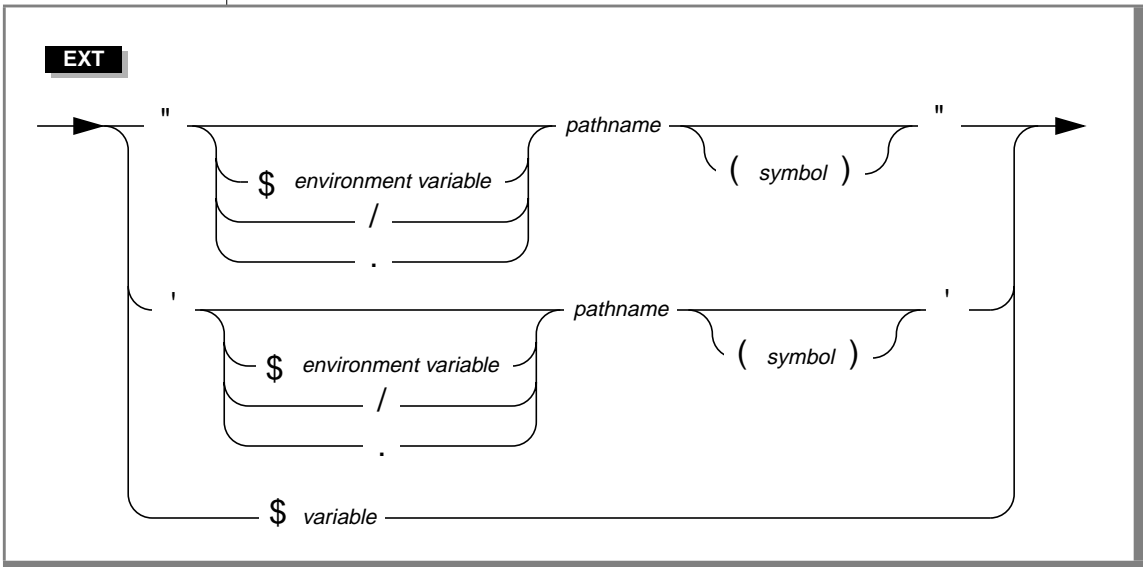 EXT
" pathname "
( symbol )
$ environment variable
/
.
' pathname '
( symbol )
$ environment variable
/
.
$ variable